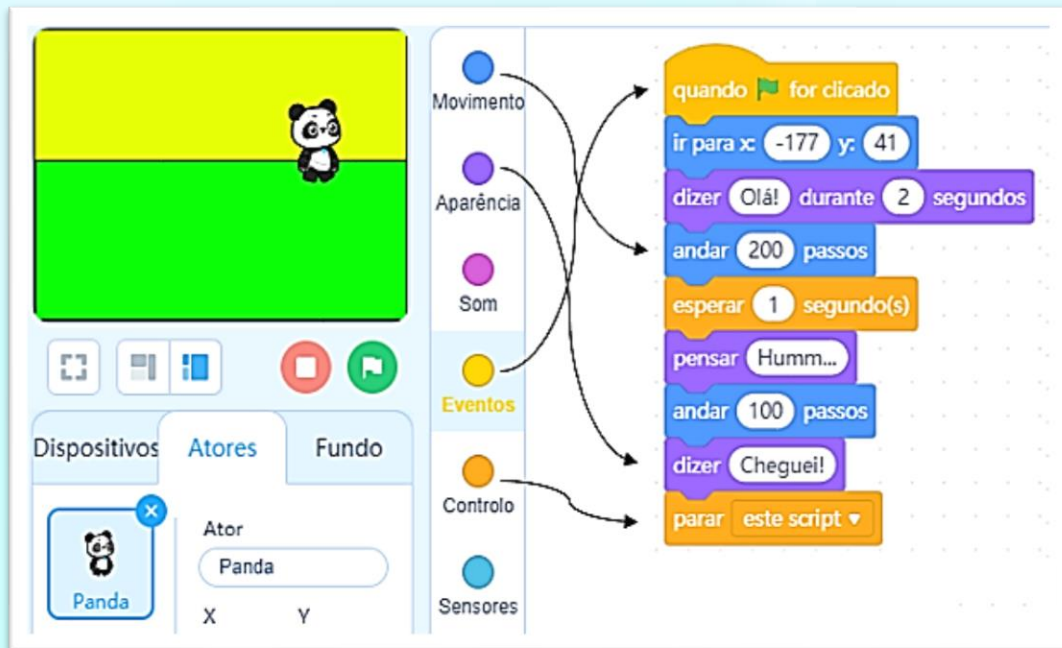 Movimento
Aparência
Som
Eventos
Controlo
Sensores
quando for clicado
ir para x: -177 y: 41
dizer Olá! durante 2 segundos
andar 200 passos
esperar 1 segundo(s)
pensar Humm...
andar 100 passos
dizer Cheguei!
parar este script
Dispositivos Atores Fundo
Panda
Ator
Panda
X Y